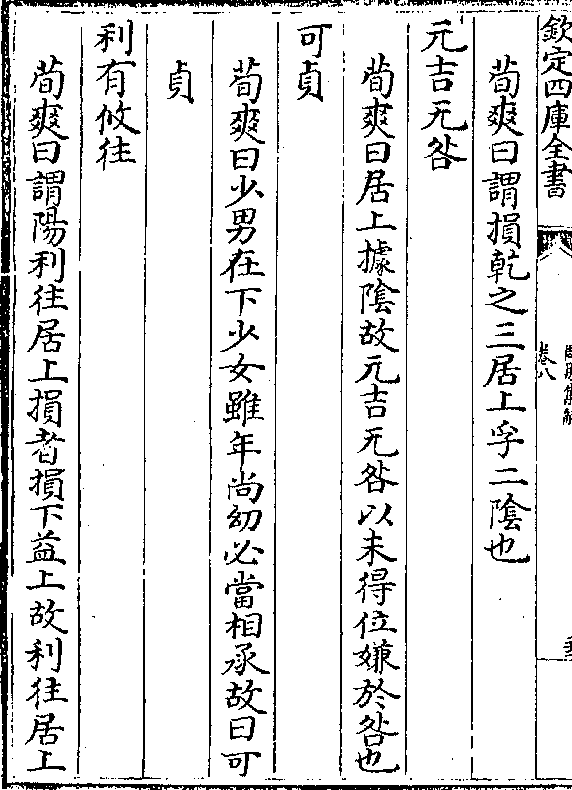 欽定四庫全書
卷八
荀爽曰謂損乾之三居上孚二陰也
元吉无咎
荀爽曰居上據陰故元吉无咎以未得位嫌於咎也
可貞
荀爽曰少男在下少女雖年尚幼必當相承故曰可
貞
利有攸往
荀爽曰謂陽利往居上損者損下益上故利往居上